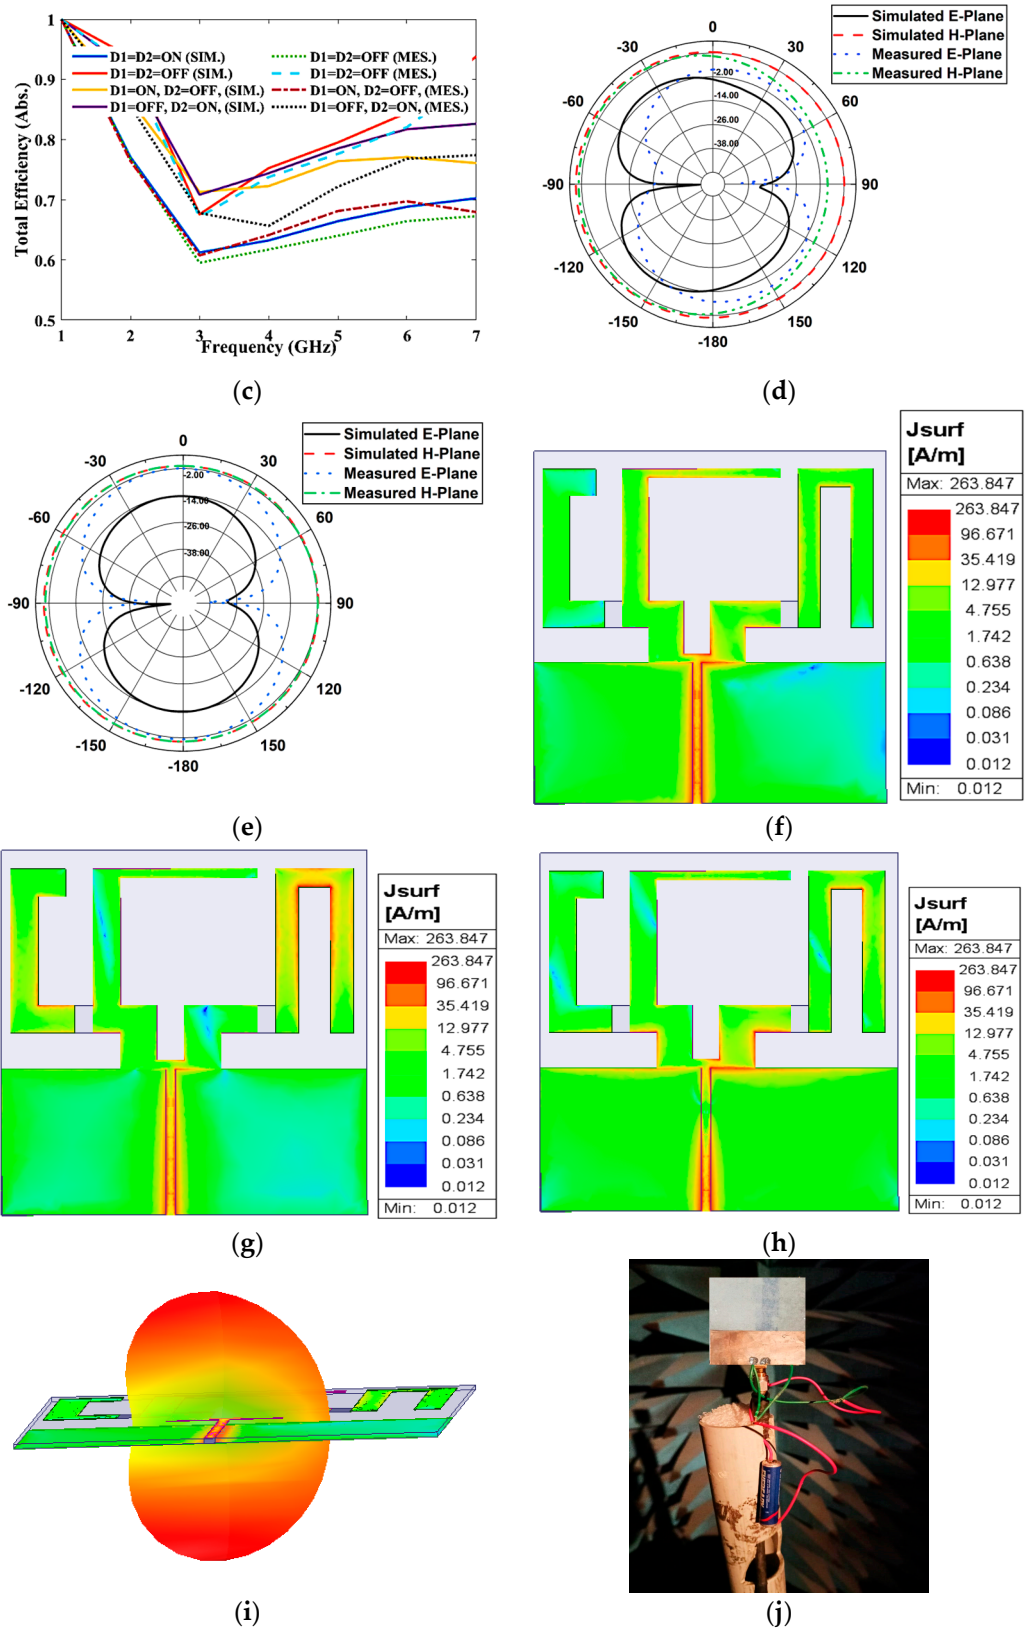 1
0.9
0.8
0.7
0.6
0.5
Total Efficiency (Abs.)
D1=D2=ON (SIM.)
D1=D2=OFF (SIM.)
D1=ON, D2=OFF, (SIM.)
D1=OFF, D2=ON, (SIM.)
D1=D2=OFF (MES.)
D1=D2=OFF (MES.)
D1=ON, D2=OFF, (MES.)
D1=OFF, D2=ON, (MES.)
1 2 3 4 5 6 7
Frequency (GHz)
(c)
Simulated E-Plane
Simulated H-Plane
Measured E-Plane
Measured H-Plane
0
30
60
90
120
150
-180
-150
-120
-90
-60
-30
-2.00
-14.00
-26.00
-38.00
(d)
Simulated E-Plane
Simulated H-Plane
Measured E-Plane
Measured H-Plane
0
30
60
90
120
150
-180
-150
-120
-90
-60
-30
-2.00
-14.00
-26.00
-38.00
(e)
Jsurf
[A/m]
Max: 263.847
263.847
96.671
35.419
12.977
4.755
1.742
0.638
0.234
0.086
0.031
0.012
Min: 0.012
(f)
Jsurf
[A/m]
Max: 263.847
263.847
96.671
35.419
12.977
4.755
1.742
0.638
0.234
0.086
0.031
0.012
Min: 0.012
(g)
Jsurf
[A/m]
Max: 263.847
263.847
96.671
35.419
12.977
4.755
1.742
0.638
0.234
0.086
0.031
0.012
Min: 0.012
(h)
(i)
(j)